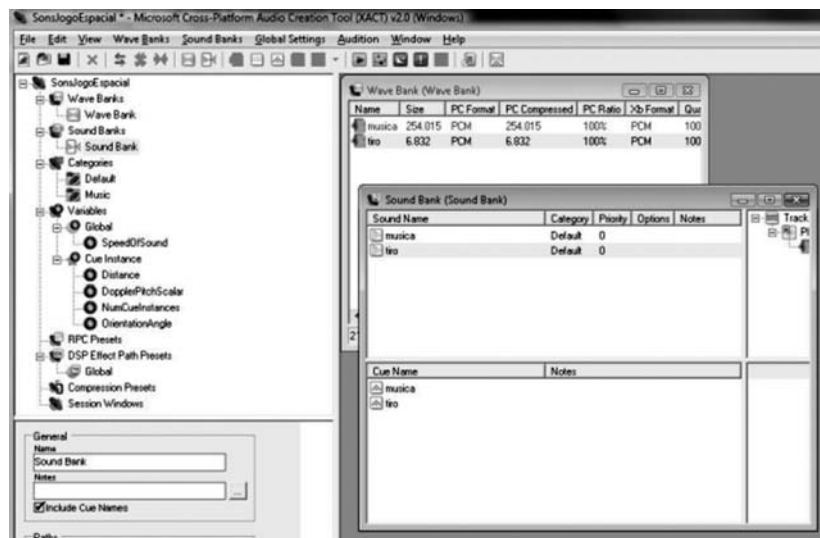 SonsJogoEspacial * - Microsoft Cross-Platform Audio Creation Tool (XACT) v2.0 (Windows)
File Edit View Wave Banks Sound Banks Global Settings Audition Window Help
SonsJogoEspacial
Wave Banks
Wave Bank
Sound Banks
Sound Bank
Categories
Default
Music
Variables
Global
SpeedOfSound
Cue Instance
Distance
DopplerPitchScalar
NumCueInstances
OrientationAngle
RPC Presets
DSP Effect Path Presets
Global
Compression Presets
Session Windows
General
Name
Sound Bank
Notes
...
Include Cue Names
Wave Bank (Wave Bank)
Name Size PC Format PC Compressed PC Ratio Xb Format Qua
musica 254.015 PCM 254.015 100% PCM 100
tiro 6.832 PCM 6.832 100% PCM 100
Sound Bank (Sound Bank)
Sound Name Category Priority Options Notes
musica Default 0
tiro Default 0
Track
Pl
Cue Name Notes
musica
tiro